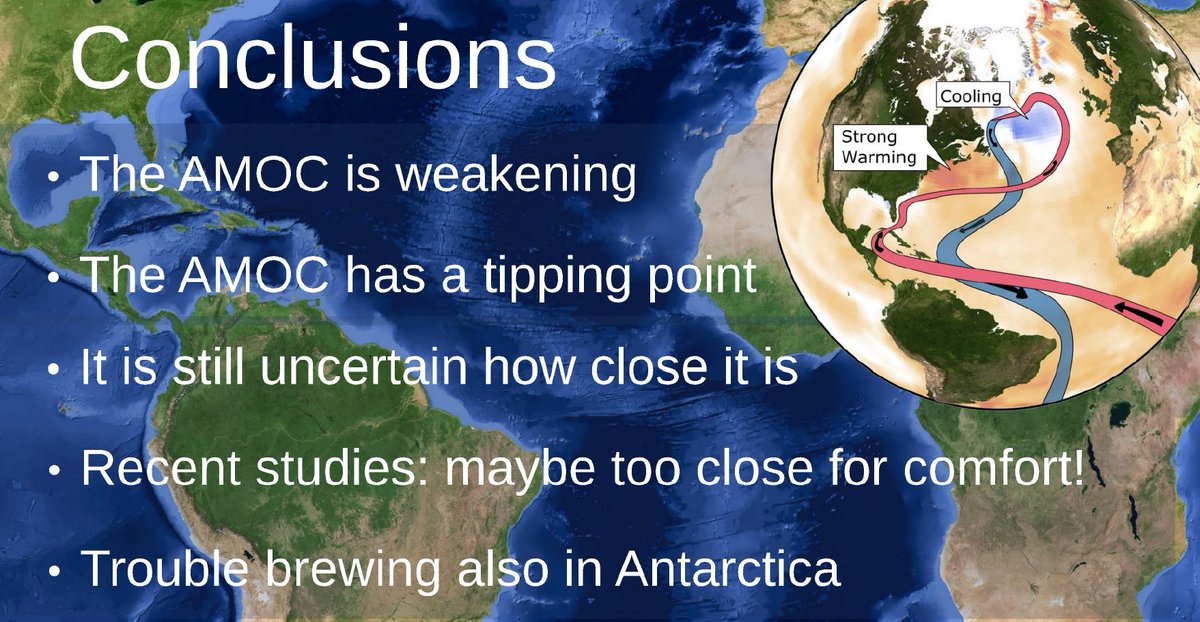 Conclusions
• The AMOC is weakening
• The AMOC has a tipping point
• It is still uncertain how close it is
• Recent studies: maybe too close for comfort!
• Trouble brewing also in Antarctica
Cooling
Strong
Warming